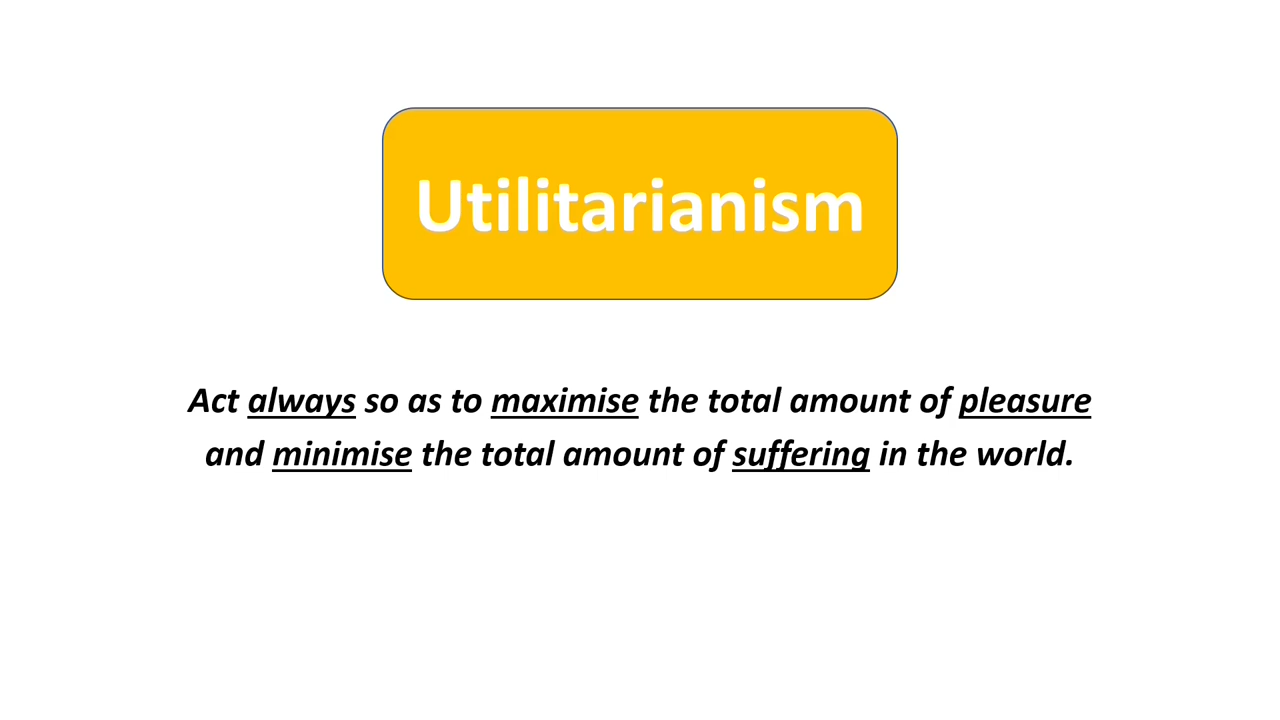 Utilitarianism
Act always so as to maximise the total amount of pleasure
and minimise the total amount of suffering in the world.